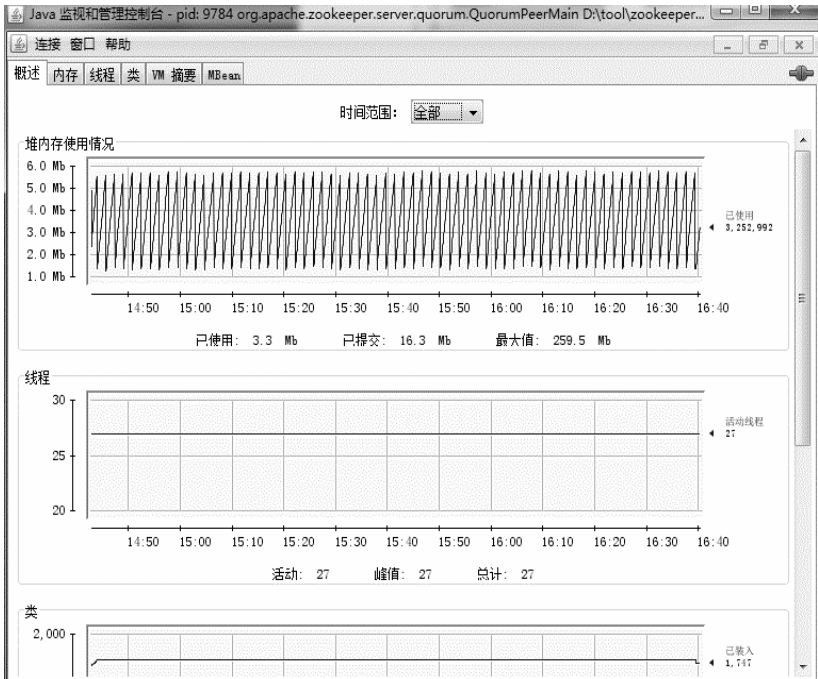 Java 监视和管理控制台 - pid: 9784 org.apache.zookeeper.server.quorum.QuorumPeerMain D:\tool\zookeeper...
连接 窗口 帮助
概述 内存 线程 类 VM 摘要 MBean
时间范围: 全部
堆内存使用情况
6.0 Mb
5.0 Mb
4.0 Mb
3.0 Mb
2.0 Mb
1.0 Mb
已使用
3,252,992
14:50 15:00 15:10 15:20 15:30 15:40 15:50 16:00 16:10 16:20 16:30 16:40
已使用: 3.3 Mb 已提交: 16.3 Mb 最大值: 259.5 Mb
线程
30
25
20
活动线程
27
14:50 15:00 15:10 15:20 15:30 15:40 15:50 16:00 16:10 16:20 16:30 16:40
活动: 27 峰值: 27 总计: 27
类
2,000
已装入
1,747